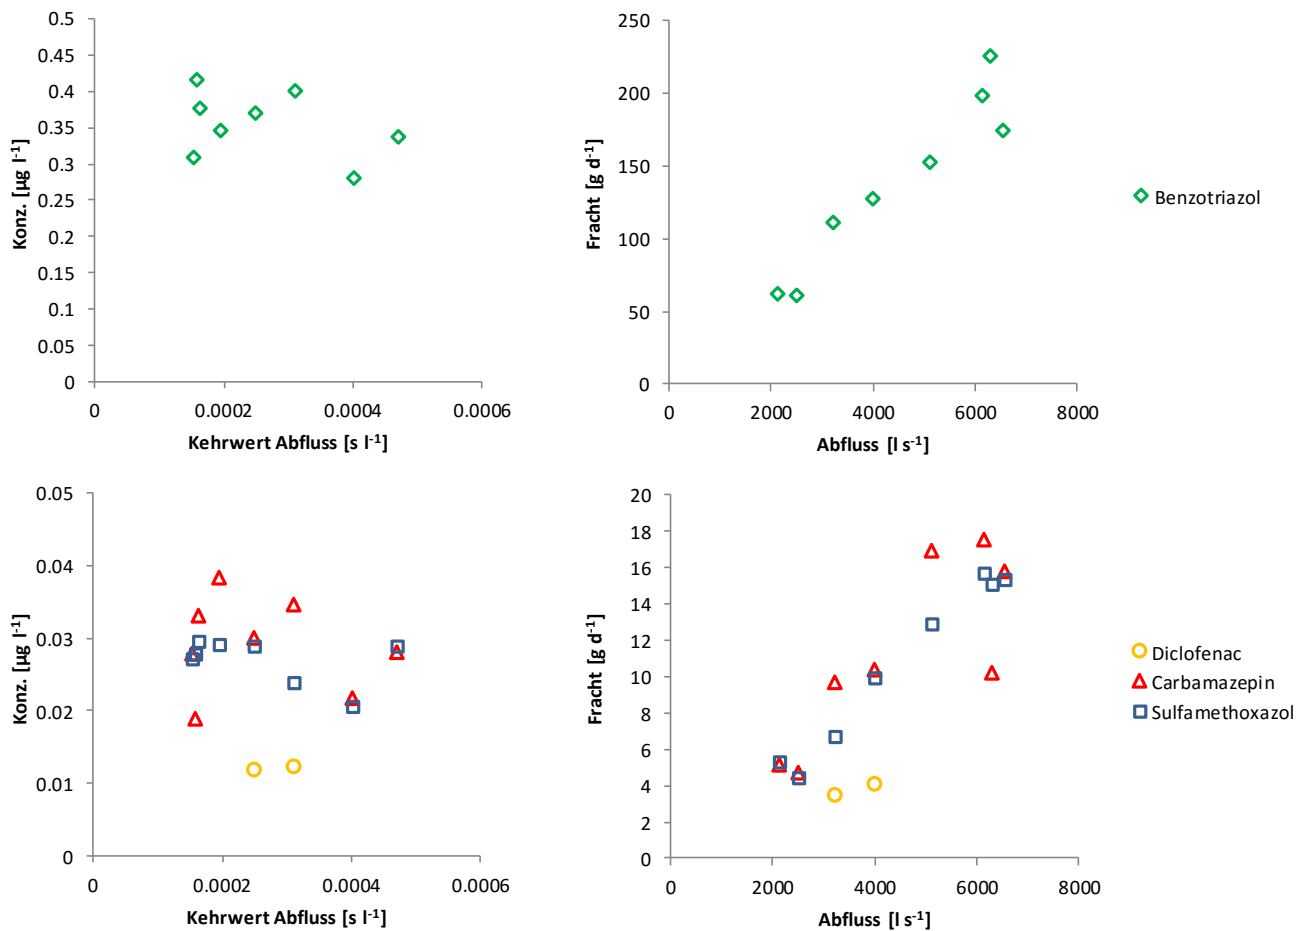 0.5
0.45
0.4
0.35
0.3
0.25
0.2
0.15
0.1
0.05
0
Konz. [µg l-1]
0 0.0002 0.0004 0.0006
Kehrwert Abfluss [s l-1]
250
200
150
100
50
0
Fracht [g d-1]
0 2000 4000 6000 8000
Abfluss [l s-1]
Benzotriazol
0.05
0.04
0.03
0.02
0.01
0
Konz. [µg l-1]
0 0.0002 0.0004 0.0006
Kehrwert Abfluss [s l-1]
20
18
16
14
12
10
8
6
4
2
0
Fracht [g d-1]
0 2000 4000 6000 8000
Abfluss [l s-1]
Diclofenac
Carbamazepin
Sulfamethoxazol